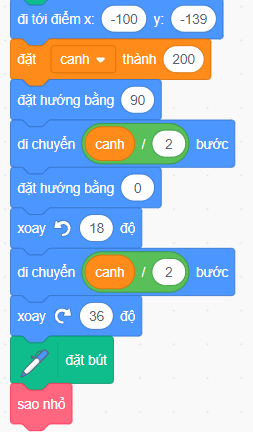 đi tới điểm x: -100 y: -139
đặt canh thành 200
đặt hướng bằng 90
di chuyển canh / 2 bước
đặt hướng bằng 0
xoay 18 độ
di chuyển canh / 2 bước
xoay 36 độ
đặt bút
sao nhỏ